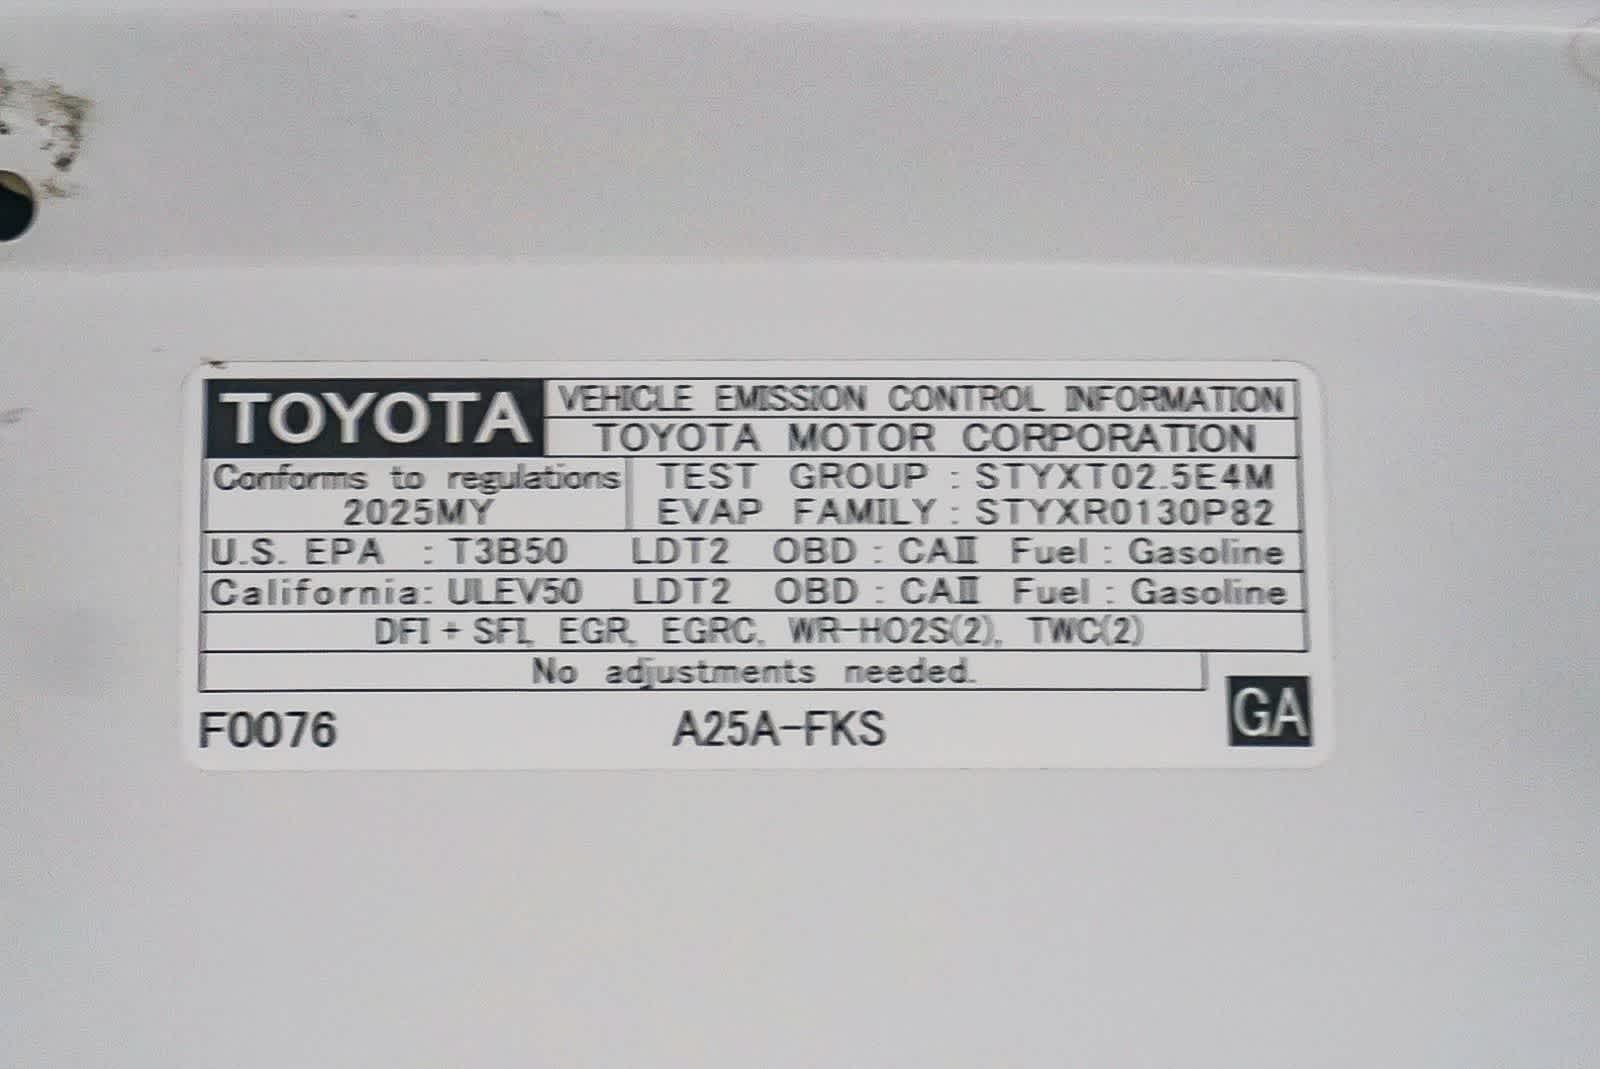 TOYOTA VEHICLE EMISSION CONTROL INFORMATION
TOYOTA MOTOR CORPORATION
Conforms to regulations TEST GROUP : STYXT02.5E4M
2025MY EVAP FAMILY : STYXR0130P82
U.S. EPA : T3B50 LDT2 OBD : CAⅡ Fuel : Gasoline
California: ULEV50 LDT2 OBD : CAⅡ Fuel : Gasoline
DFI + SFI, EGR, EGRC, WR-HO2S(2), TWC(2)
No adjustments needed.
F0076 A25A-FKS GA